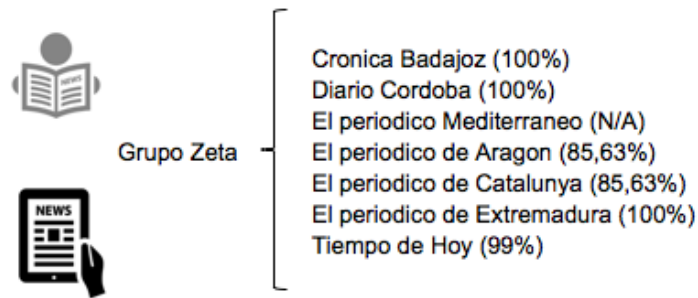 NEWS
Cronica Badajoz (100%)
Diario Cordoba (100%)
El periodico Mediterraneo (N/A)
Grupo Zeta
El periodico de Aragon (85,63%)
El periodico de Catalunya (85,63%)
El periodico de Extremadura (100%)
Tiempo de Hoy (99%)
NEWS